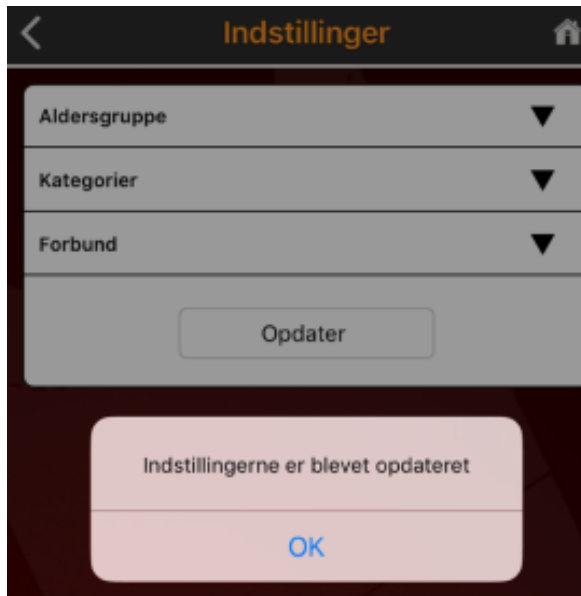 Indstillinger
Aldersgruppe
Kategorier
Forbund
Opdater
Indstillingerne er blevet opdateret
OK